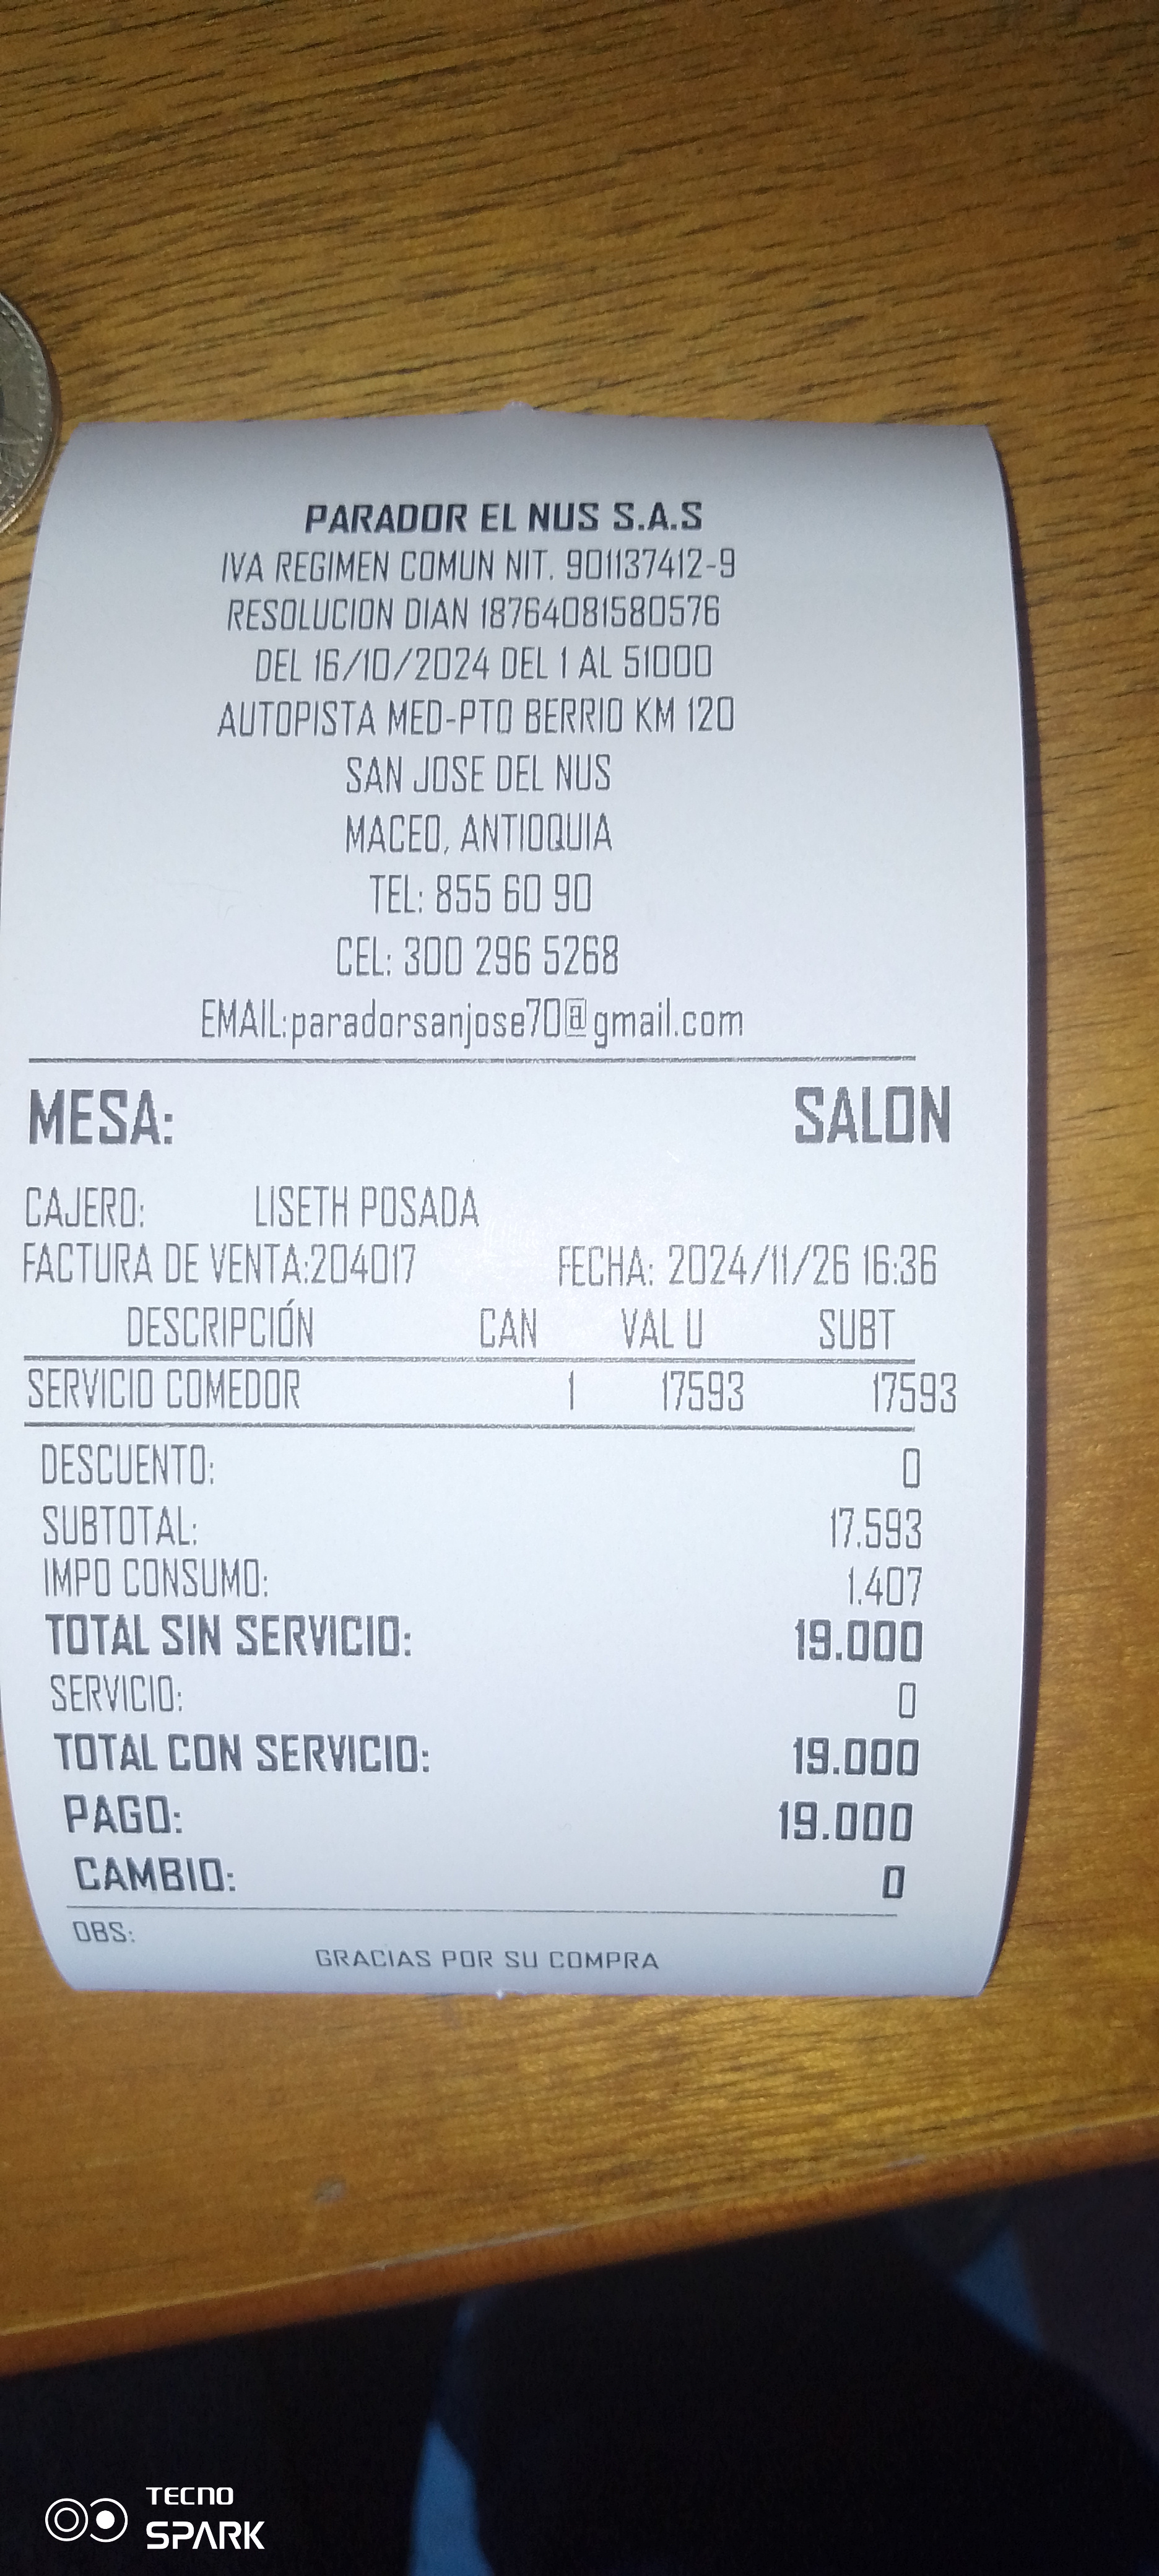 PARADOR EL NUS S.A.S
IVA REGIMEN COMUN NIT. 901137412-9
RESOLUCION DIAN 18764081580576
DEL 16/10/2024 DEL 1 AL 51000
AUTOPISTA MED-PTO BERRIO KM 120
SAN JOSE DEL NUS
MACEO, ANTIOQUIA
TEL: 855 60 90
CEL: 300 296 5268
EMAIL:paradorsanjose70@gmail.com
MESA: SALON
CAJERO: LISETH POSADA
FACTURA DE VENTA:204017 FECHA: 2024/11/26 16:36
DESCRIPCIÓN CAN VAL U SUBT
SERVICIO COMEDOR 1 17593 17593
DESCUENTO: 0
SUBTOTAL: 17.593
IMPO CONSUMO: 1.407
TOTAL SIN SERVICIO: 19.000
SERVICIO: 0
TOTAL CON SERVICIO: 19.000
PAGO: 19.000
CAMBIO: 0
OBS:
GRACIAS POR SU COMPRA
TECNO
SPARK